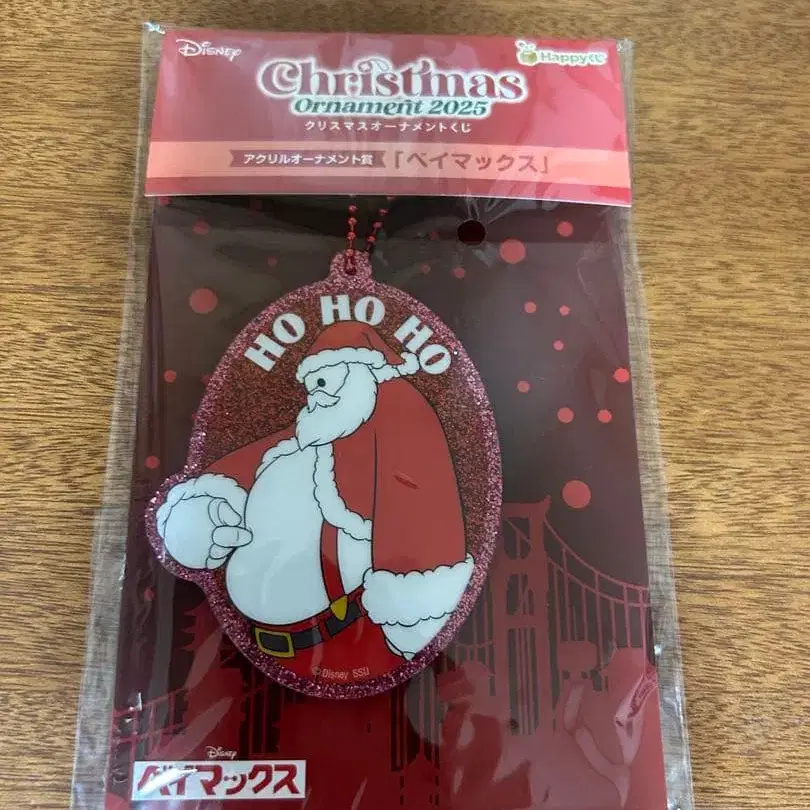 Disney
Happyくじ
Christmas
Ornament 2025
クリスマスオーナメントくじ
アクリルオーナメント賞 「ベイマックス」
HO HO HO
© Disney SSU
Disney
ベイマックス